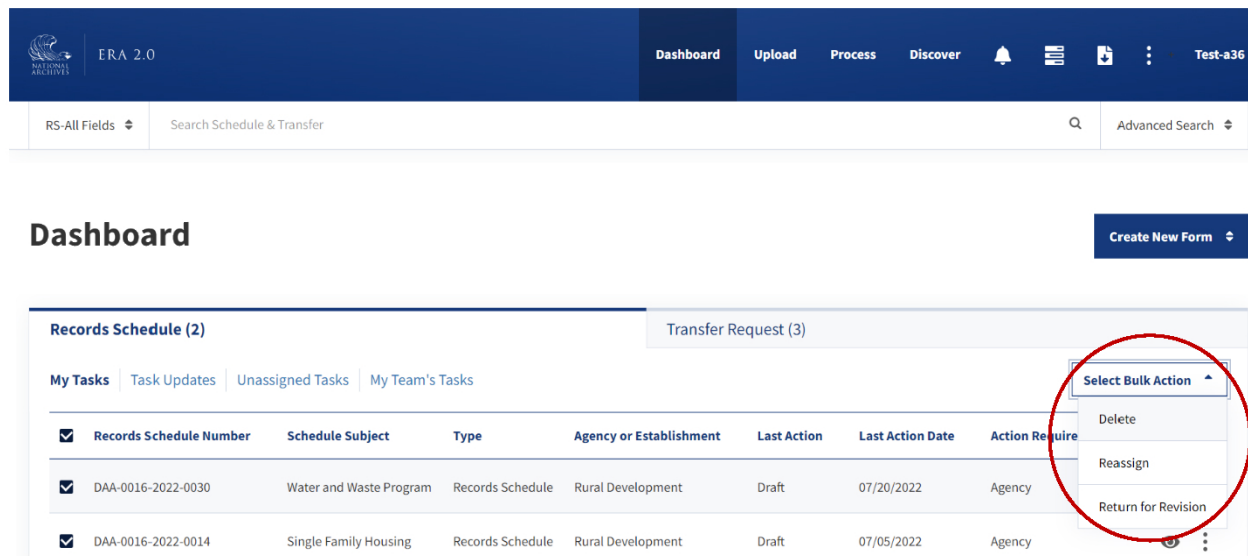 NATIONAL
ARCHIVES
ERA 2.0
Dashboard Upload Process Discover Test-a36
RS-All Fields Search Schedule & Transfer Advanced Search
Dashboard
Create New Form
Records Schedule (2) Transfer Request (3)
My Tasks Task Updates Unassigned Tasks My Team's Tasks Select Bulk Action
Delete
Records Schedule Number Schedule Subject Type Agency or Establishment Last Action Last Action Date Action Require
Reassign
DAA-0016-2022-0030 Water and Waste Program Records Schedule Rural Development Draft 07/20/2022 Agency
Return for Revision
DAA-0016-2022-0014 Single Family Housing Records Schedule Rural Development Draft 07/05/2022 Agency